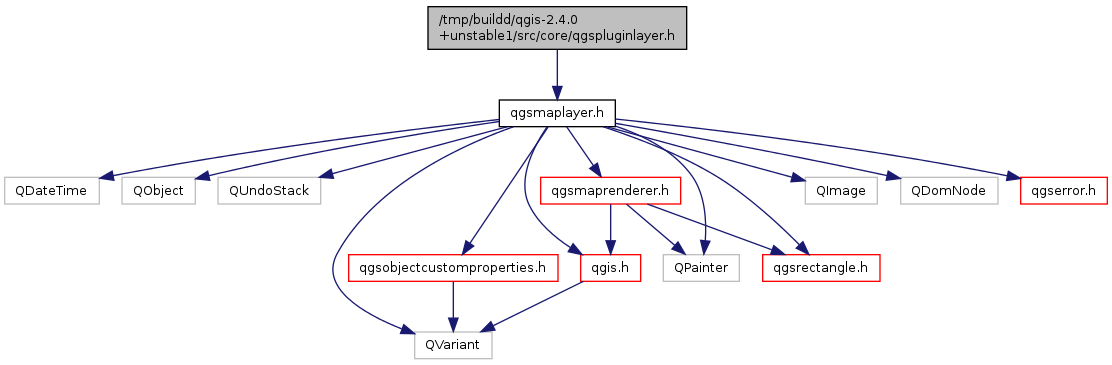 /tmp/buildd/qgis-2.4.0
+unstable1/src/core/qgspluginlayer.h
qgsmaplayer.h
QDateTime
QObject
QUndoStack
qgsmaprenderer.h
QImage
QDomNode
qgserror.h
qgsobjectcustomproperties.h
qgis.h
QPainter
qgsrectangle.h
QVariant